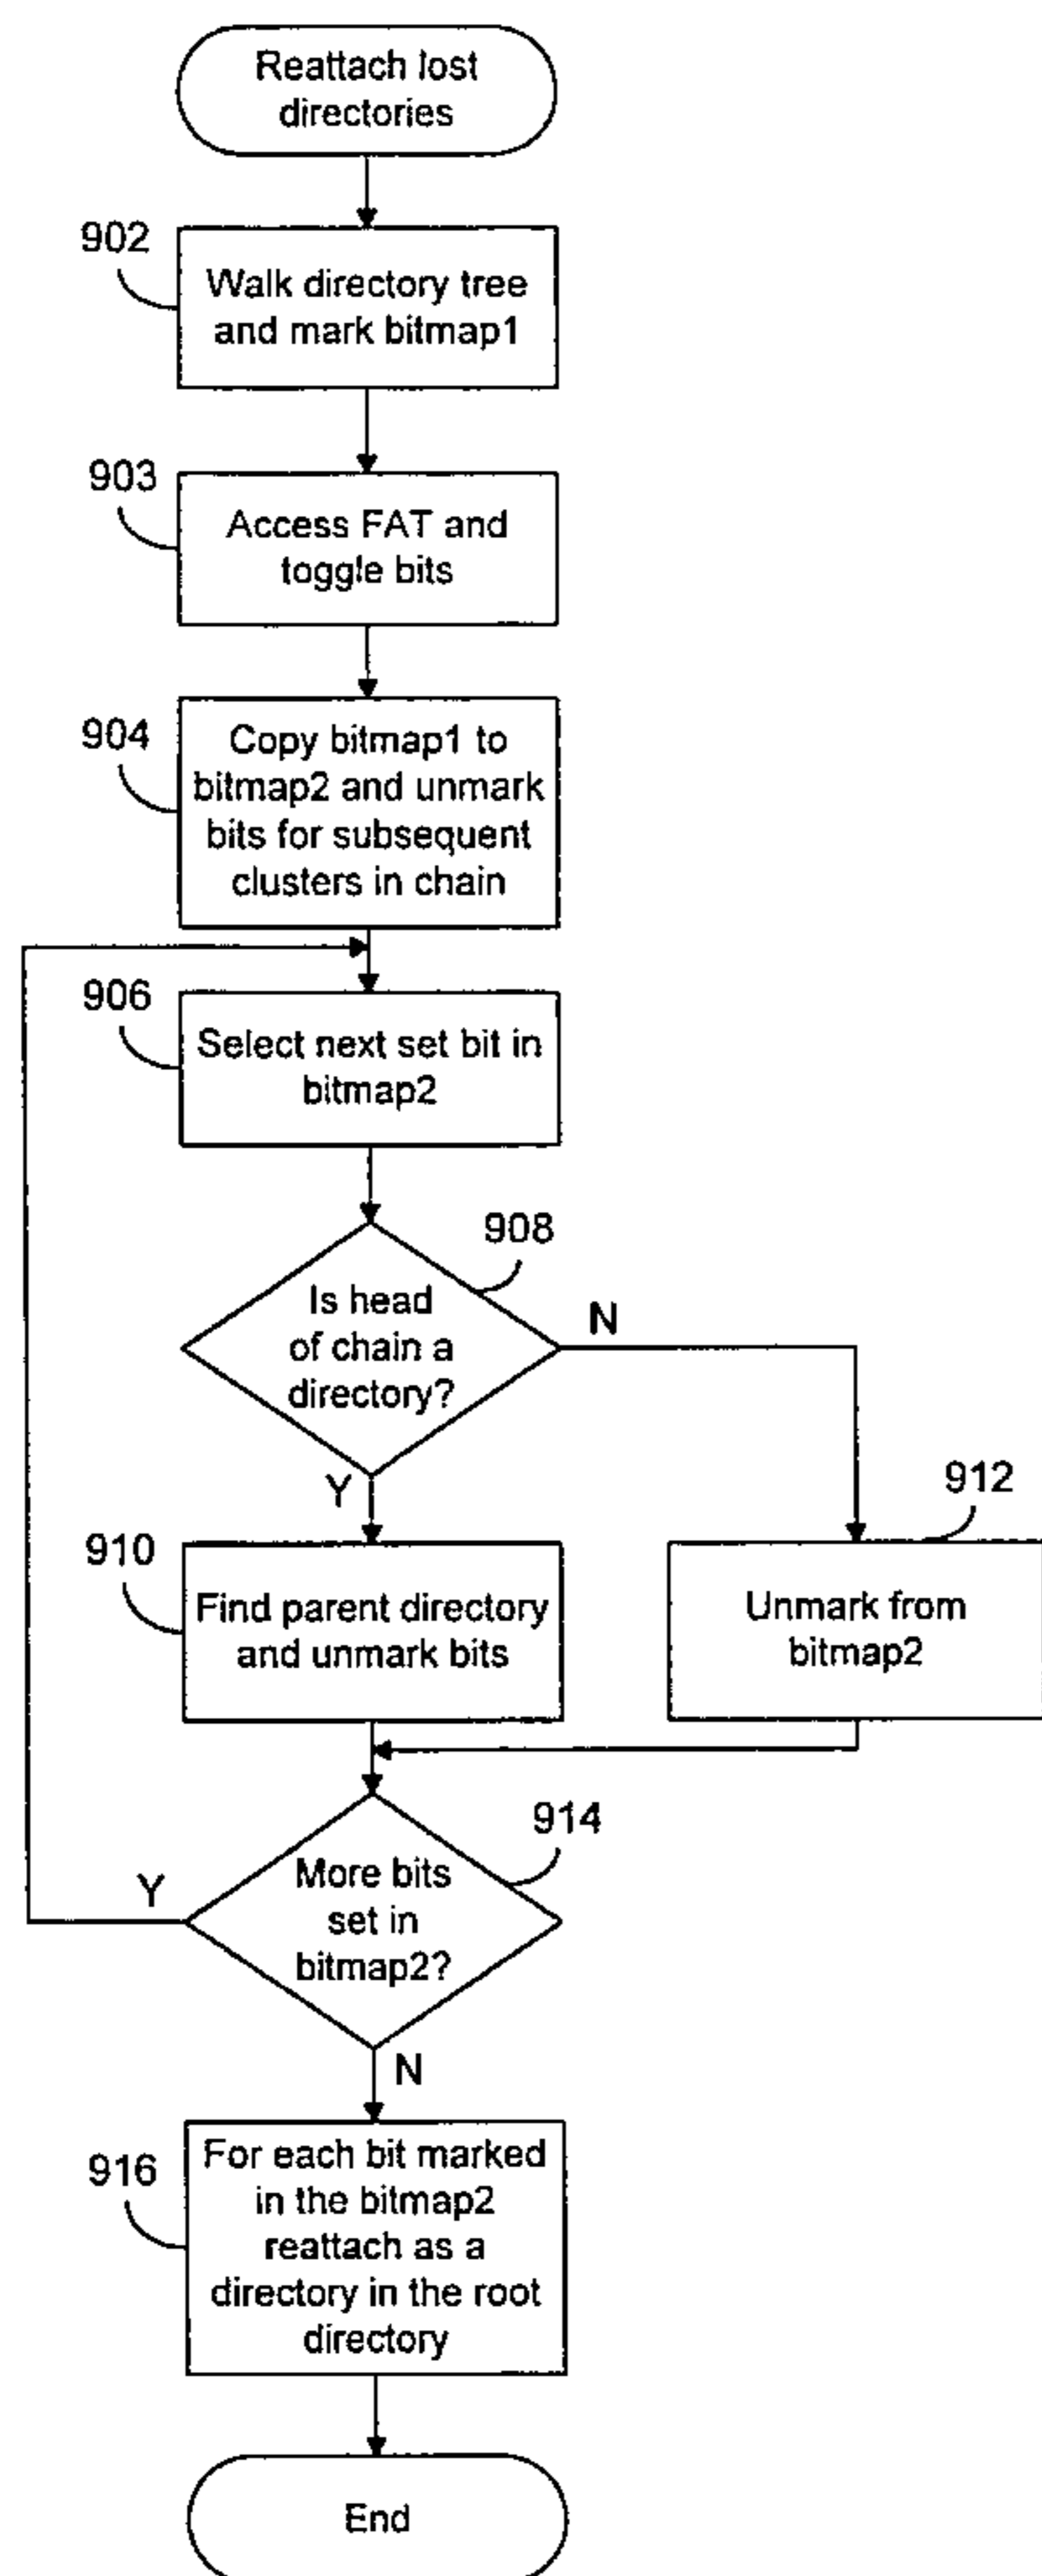 Reattach lost
directories
902
Walk directory tree
and mark bitmap1
903
Access FAT and
toggle bits
904
Copy bitmap1 to
bitmap2 and unmark
bits for subsequent
clusters in chain
906
Select next set bit in
bitmap2
908
Is head
of chain a
directory?
N
Y
910
Find parent directory
and unmark bits
912
Unmark from
bitmap2
914
More bits
set in
bitmap2?
Y
N
916
For each bit marked
in the bitmap2
reattach as a
directory in the root
directory
End